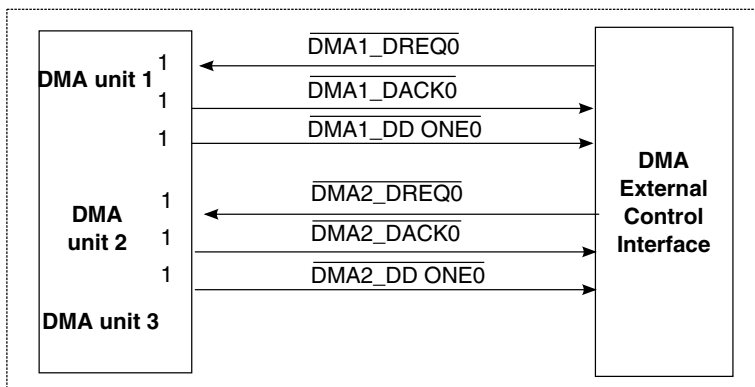 DMA1_DREQ0
DMA unit 1 1
DMA1_DACK0
1
DMA1_DD ONE0
1
DMA
External
Control
Interface
DMA2_DREQ0
1
DMA
unit 2
DMA2_DACK0
1
DMA2_DD ONE0
1
DMA unit 3